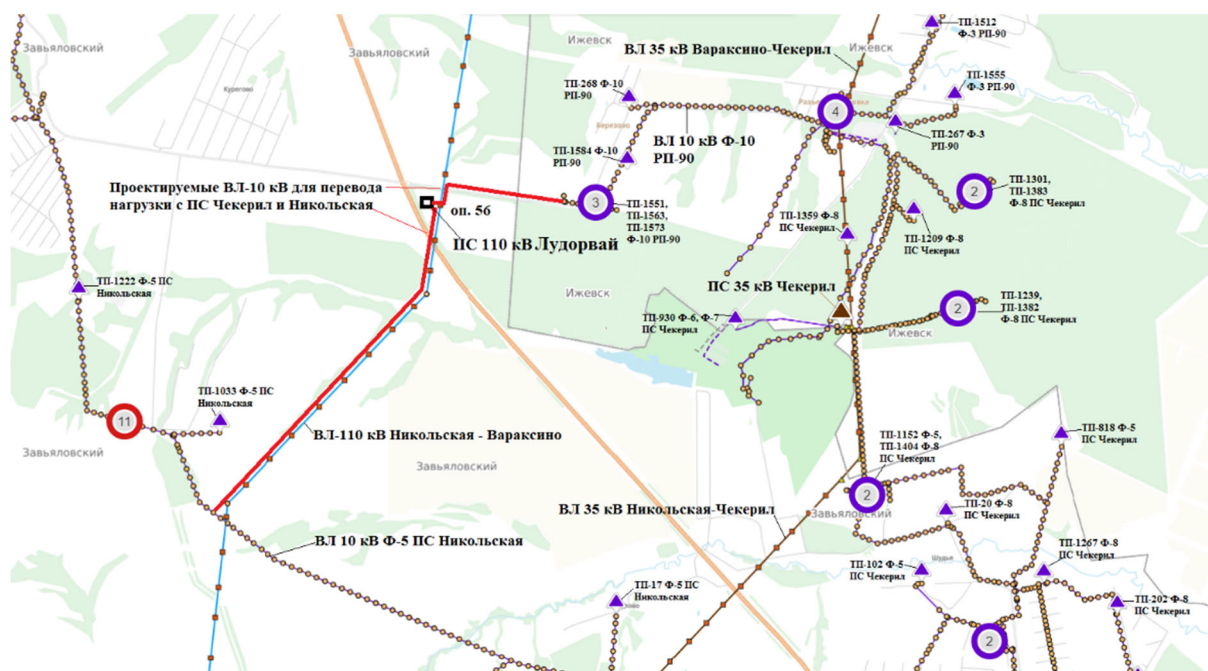 Завьяловский
Курегово
Завьяловский
Ижевск
ТП-268 Ф-10
РП-90
Березово
ТП-1584 Ф-10
РП-90
ВЛ 35 кВ Вараксино-Чекерил
Ижевск
ТП-1512
Ф-3 РП-90
ТП-1555
Ф-3 РП-90
4
ТП-267 Ф-3
РП-90
ВЛ 10 кВ Ф-10
РП-90
Проектируемые ВЛ-10 кВ для перевода
нагрузки с ПС Чекерил и Никольская
оп. 56
ПС 110 кВ Лудорвай
3
ТП-1551,
ТП-1563,
ТП-1573
Ф-10 РП-90
2
ТП-1301,
ТП-1383
Ф-8 ПС Чекерил
ТП-1359 Ф-8
ПС Чекерил
ТП-1209 Ф-8
ПС Чекерил
ТП-1222 Ф-5 ПС
Никольская
Ижевск
ПС 35 кВ Чекерил
ТП-930 Ф-6, Ф-7
ПС Чекерил
2
ТП-1239,
ТП-1382
Ф-8 ПС Чекерил
Ижевск
ТП-1033 Ф-5 ПС
Никольская
11
Завьяловский
ВЛ-110 кВ Никольская - Вараксино
Завьяловский
ТП-1152 Ф-5,
ТП-1404 Ф-8
ПС Чекерил
ТП-818 Ф-5
ПС Чекерил
2
Завьяловский
ВЛ 35 кВ Никольская-Чекерил
ТП-20 Ф-8
ПС Чекерил
ВЛ 10 кВ Ф-5 ПС Никольская
ТП-102 Ф-5
ПС Чекерил
Шудья
ТП-1267 Ф-8
ПС Чекерил
ТП-17 Ф-5 ПС
Никольская
ТП-202 Ф-8
ПС Чекерил
2